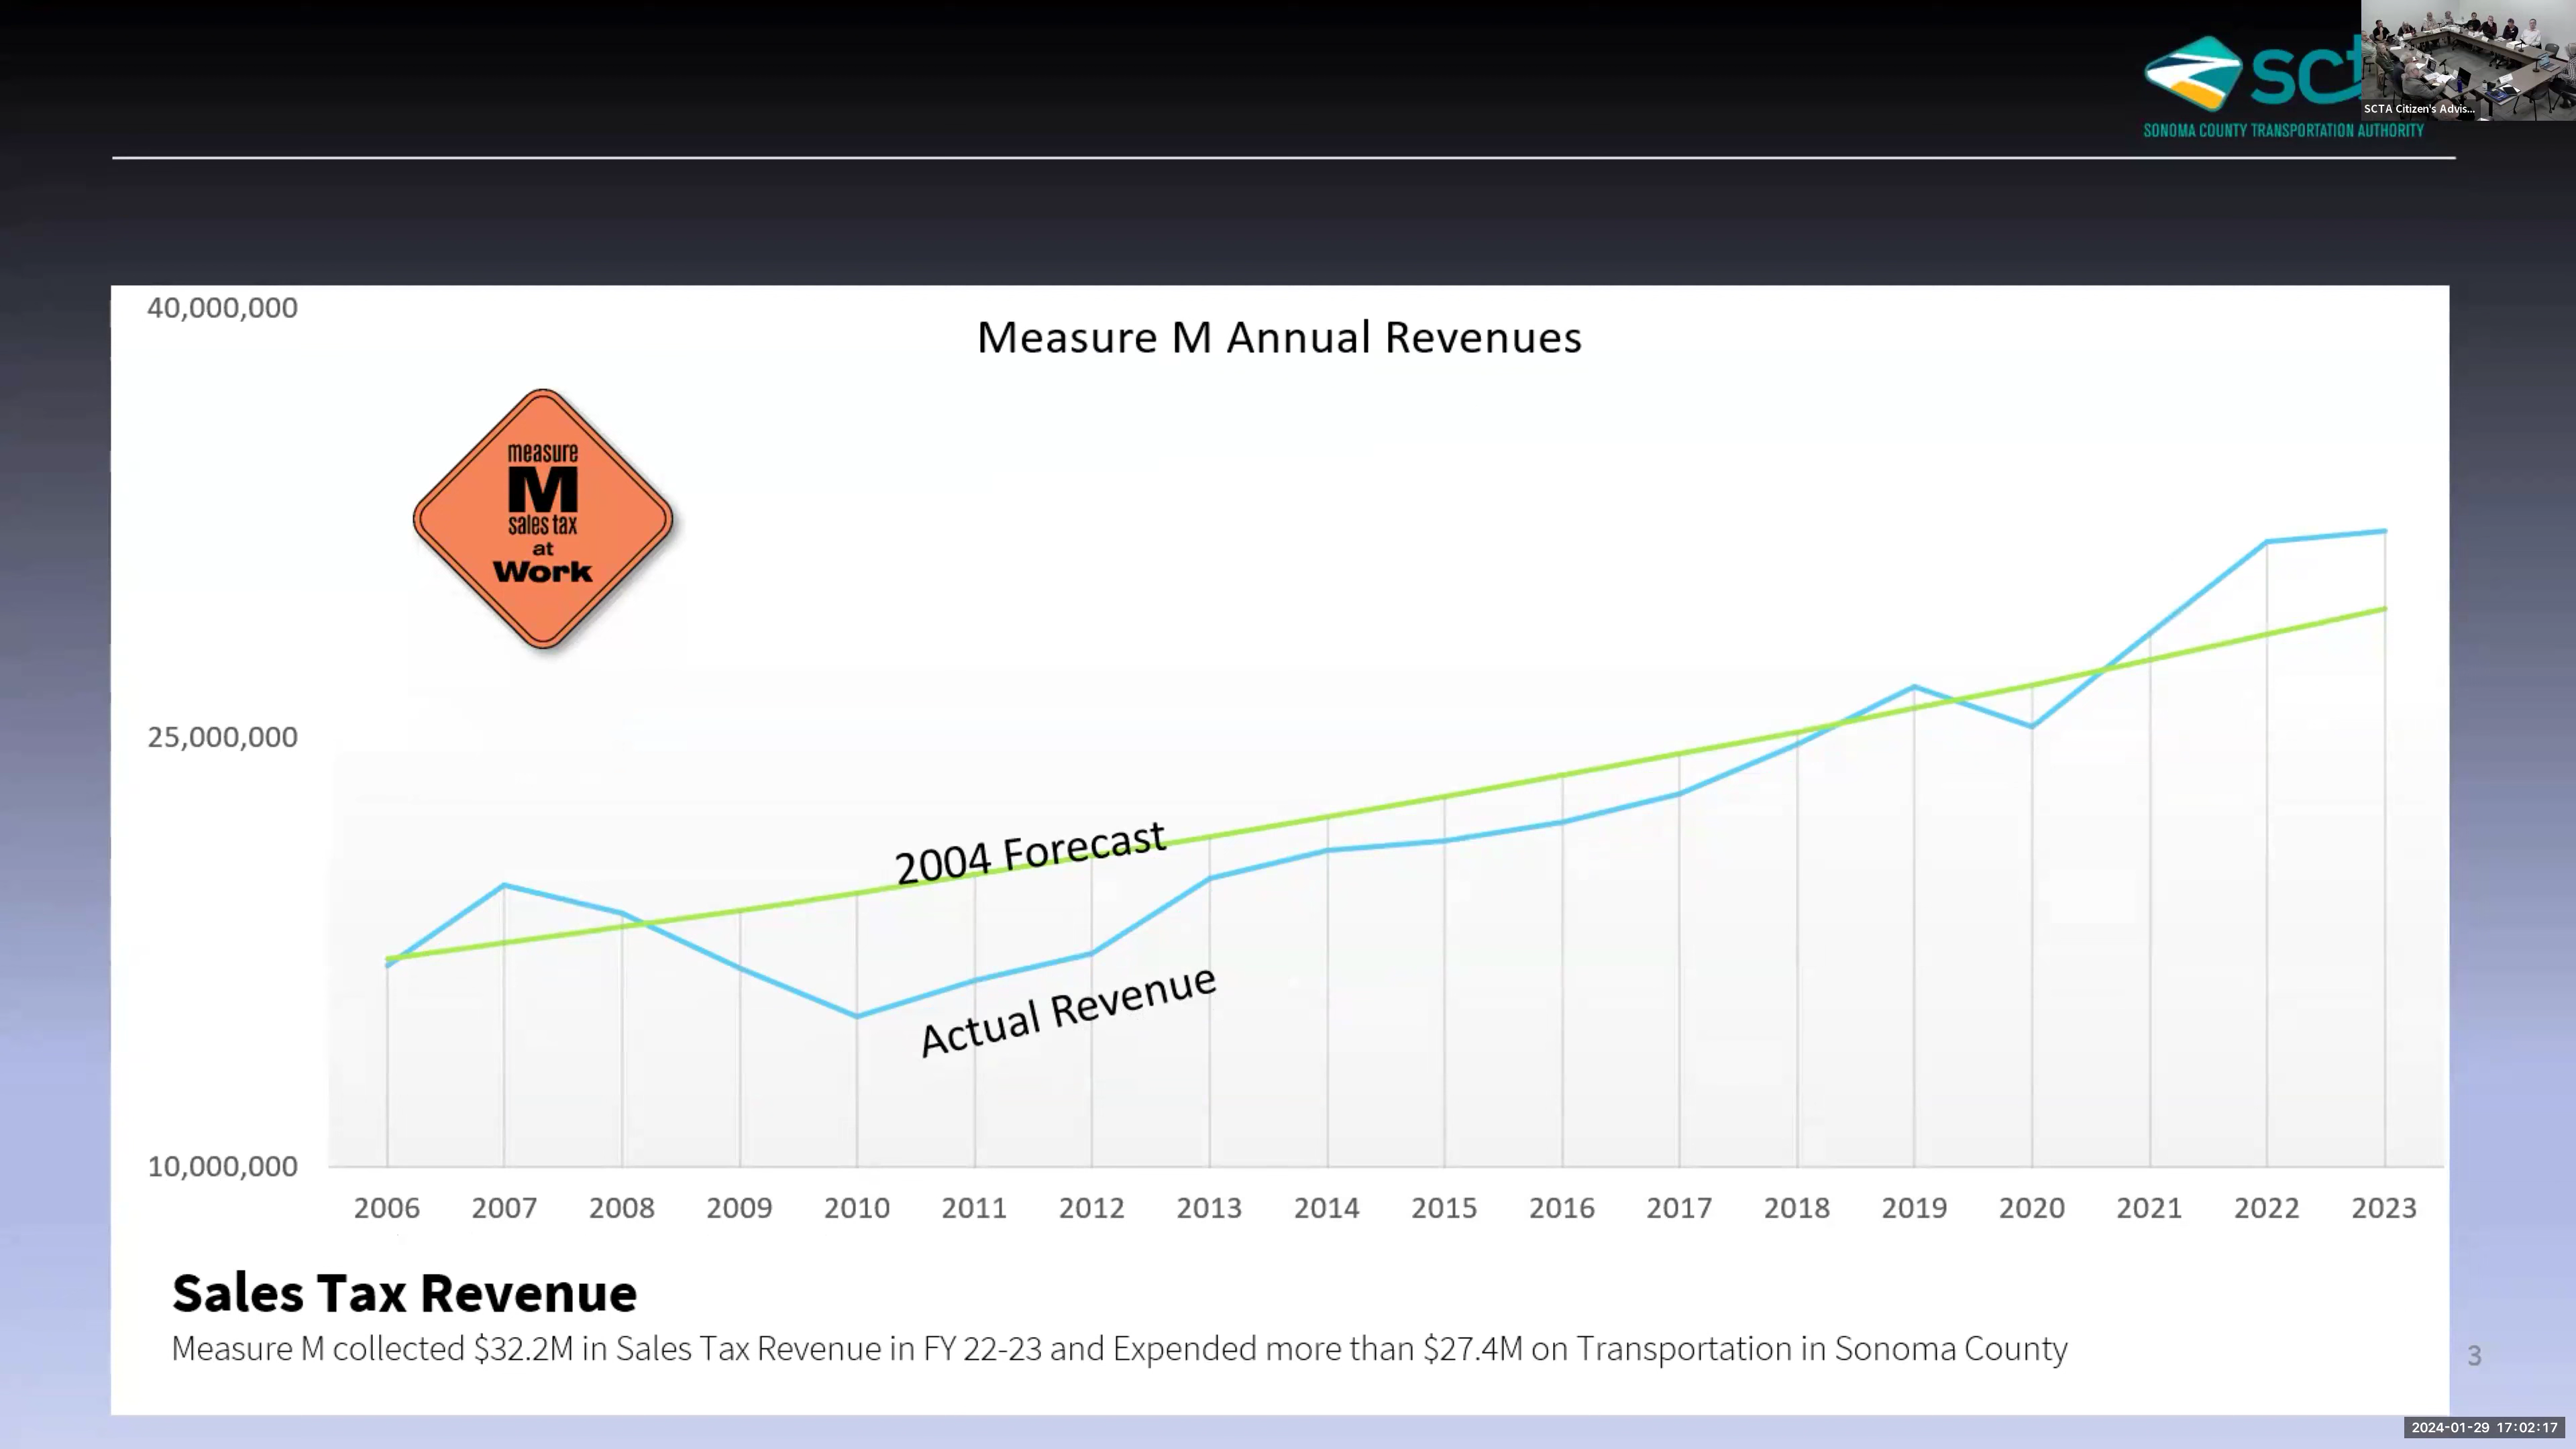 sct
SONOMA COUNTY TRANSPORTATION AUTHORITY
SCTA Citizen's Advis...
Measure M Annual Revenues
40,000,000
25,000,000
10,000,000
measure
M
sales tax
at
Work
2004 Forecast
Actual Revenue
2006 2007 2008 2009 2010 2011 2012 2013 2014 2015 2016 2017 2018 2019 2020 2021 2022 2023
Sales Tax Revenue
Measure M collected $32.2M in Sales Tax Revenue in FY 22-23 and Expended more than $27.4M on Transportation in Sonoma County
3
2024-01-29 17:02:17